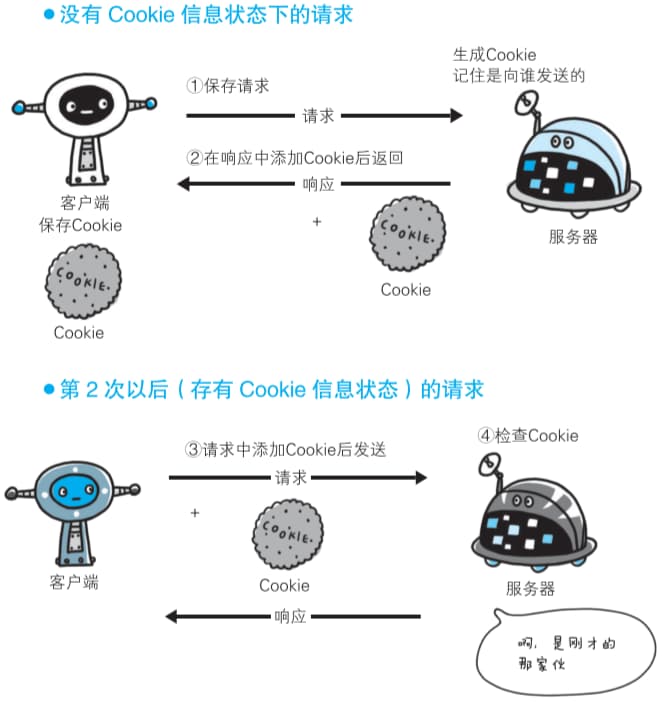 ●没有 Cookie 信息状态下的请求
生成Cookie
记住是向谁发送的
①保存请求
请求
②在响应中添加Cookie后返回
响应
客户端
保存Cookie
+
服务器
COOKIE.
COOKIE.
Cookie
Cookie
●第 2 次以后（存有 Cookie 信息状态）的请求
④检查Cookie
③请求中添加Cookie后发送
请求
+
COOKIE.
客户端
Cookie
服务器
响应
啊，是刚才的
那家伙